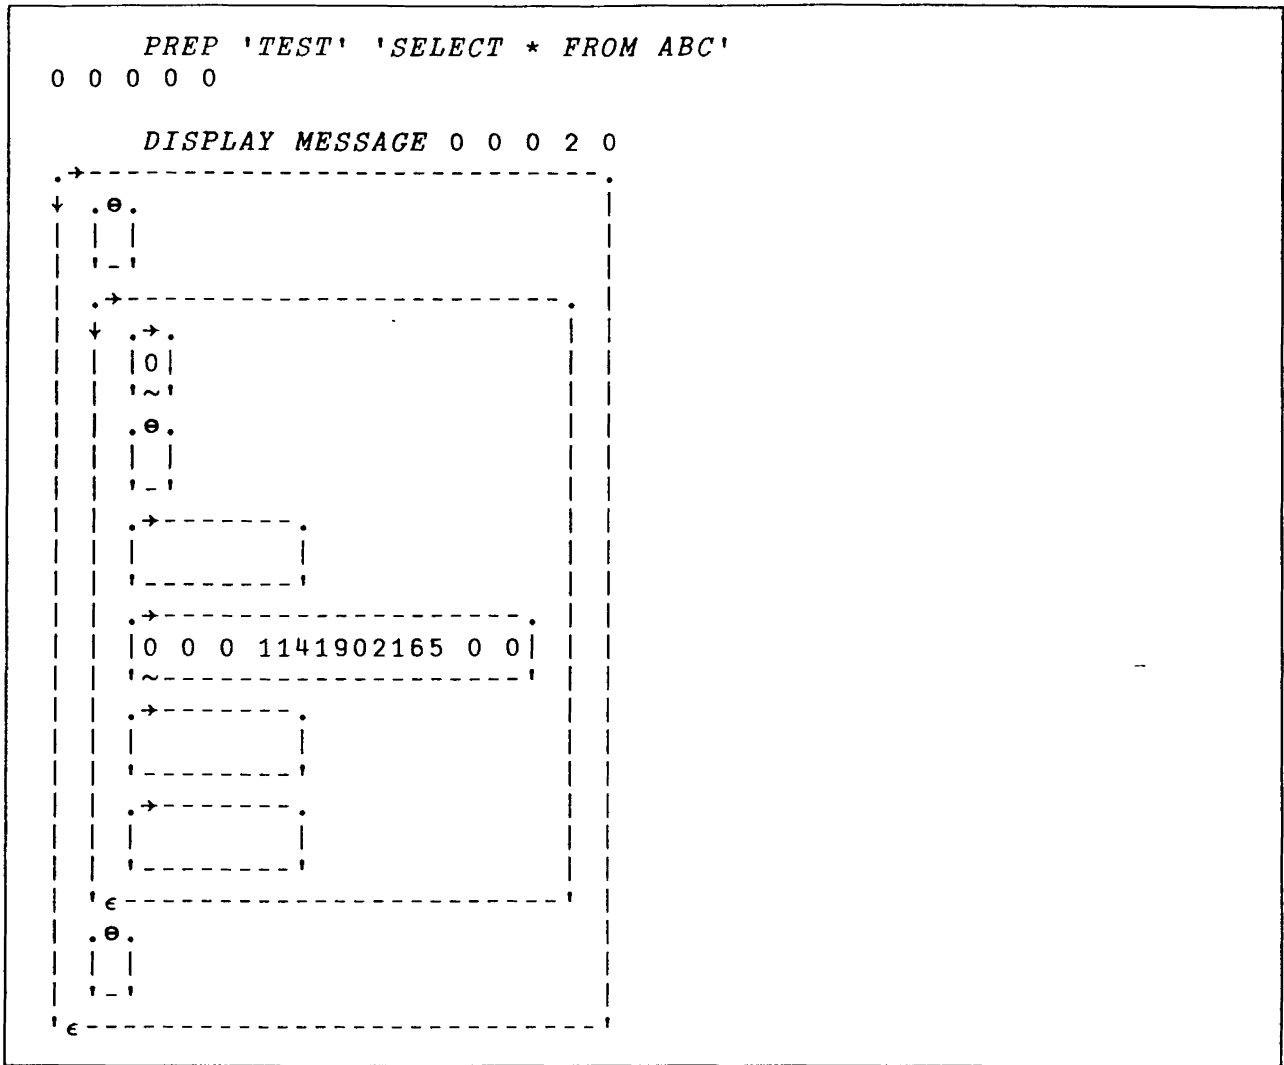 PREP 'TEST' 'SELECT * FROM ABC'
0 0 0 0 0
DISPLAY MESSAGE 0 0 0 2 0
.→---------------------------.
↓ .⊖. |
| | | |
| '-' |
| .→-------------------------. |
| ↓ .→. | |
| | |0| | |
| | '~' | |
| | .⊖. | |
| | | | | |
| | '-' | |
| | .→-------. | |
| | | | | |
| | '--------' | |
| | .→-------------------. | |
| | |0 0 0 1141902165 0 0| | |
| | '~-------------------' | |
| | .→-------. | |
| | | | | |
| | '--------' | |
| | .→-------. | |
| | | | | |
| | '--------' | |
| '∊------------------------' |
| .⊖. |
| | | |
| '-' |
'∊---------------------------'